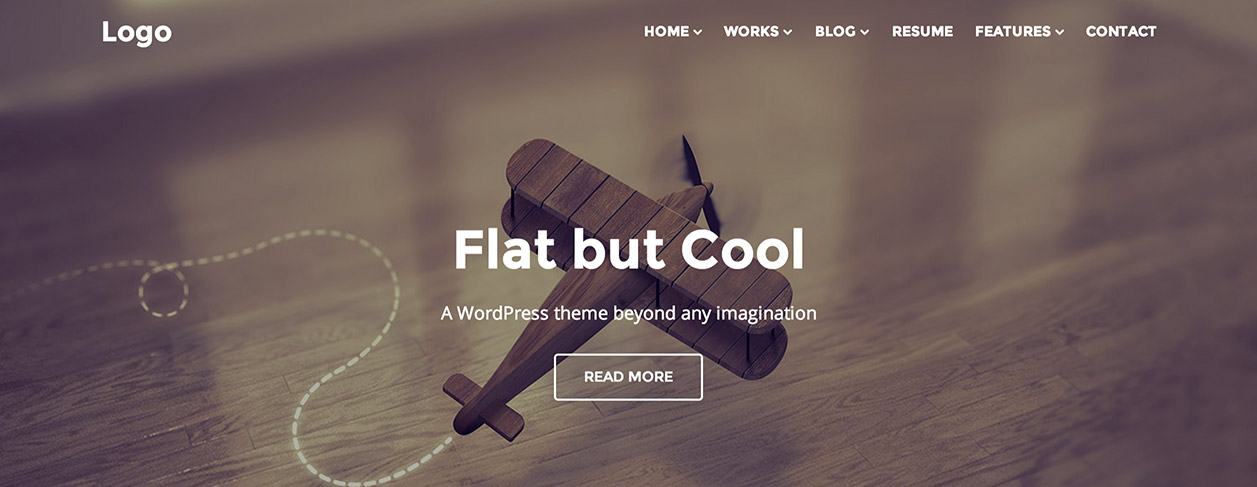 Logo
HOME WORKS BLOG RESUME FEATURES CONTACT
Flat but Cool
A WordPress theme beyond any imagination
READ MORE